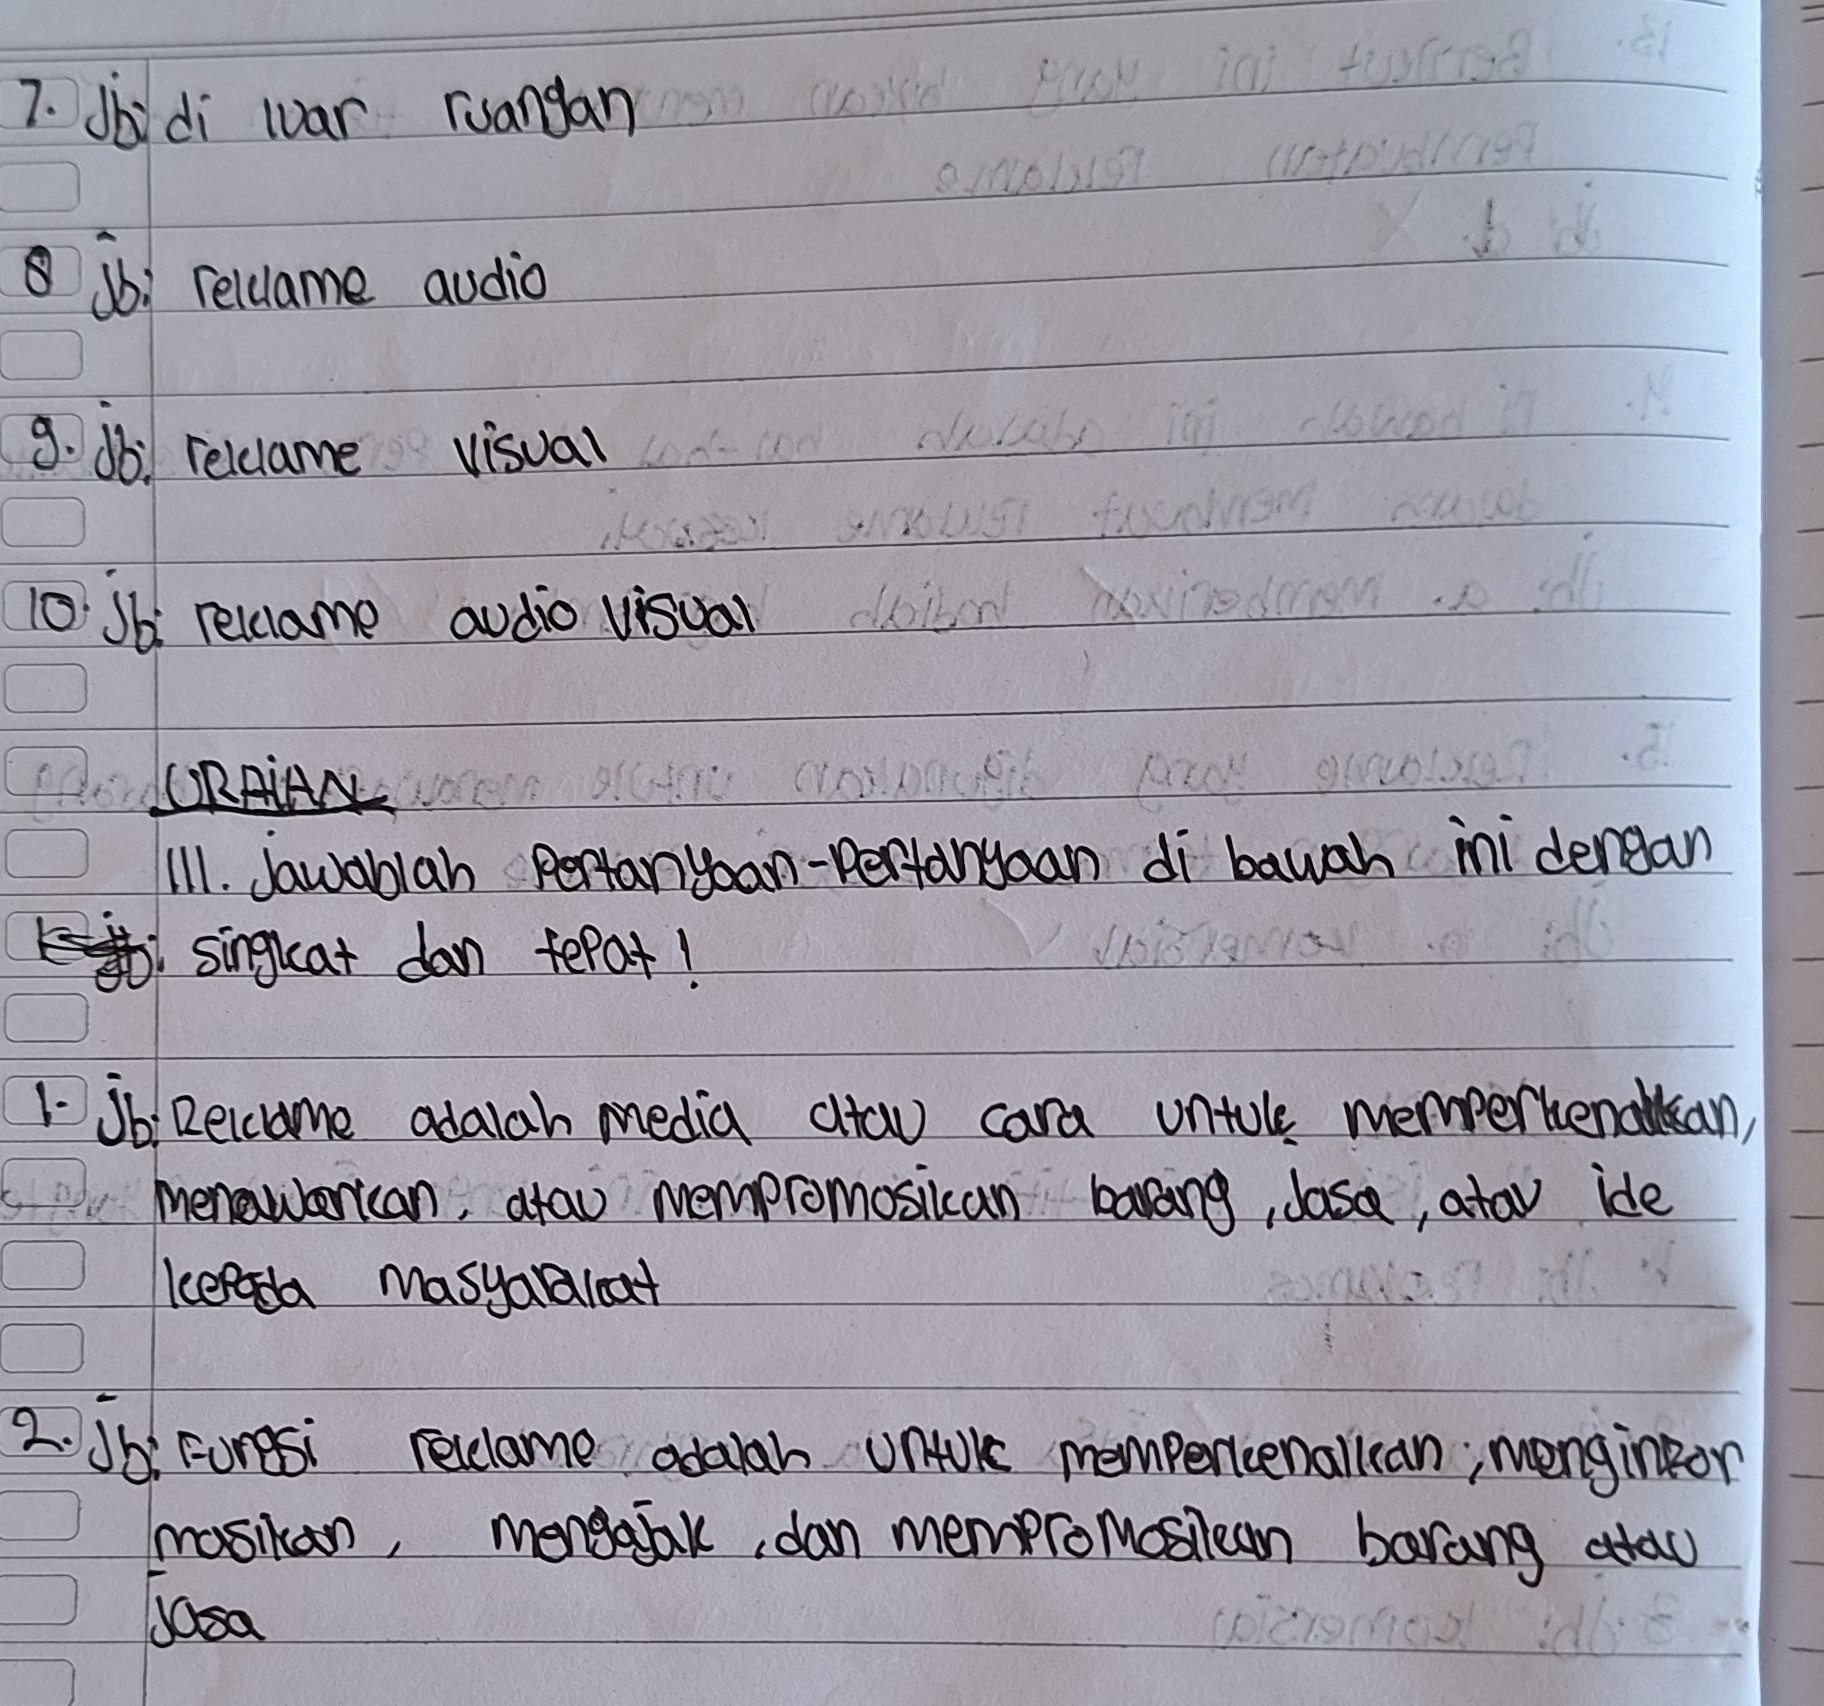 7. Jb: di luar ruangan
8 Jb: reklame audio
9. Jb: reklame visual
10. Jb: reklame audio visual
URAIAN
III. Jawablah Pertanyaan-Pertanyaan di bawah ini dengan
singkat dan tepat!
1. Jb: Reklame adalah media atau cara untuk memperkenalkan,
menawarkan, atau mempromosikan barang, Jasa, atau ide
kepada masyarakat
2. Jb: Fungsi reklame adalah untuk memperkenalkan, menginfor
masikan, mengajak, dan mempromosikan barang atau
jasa